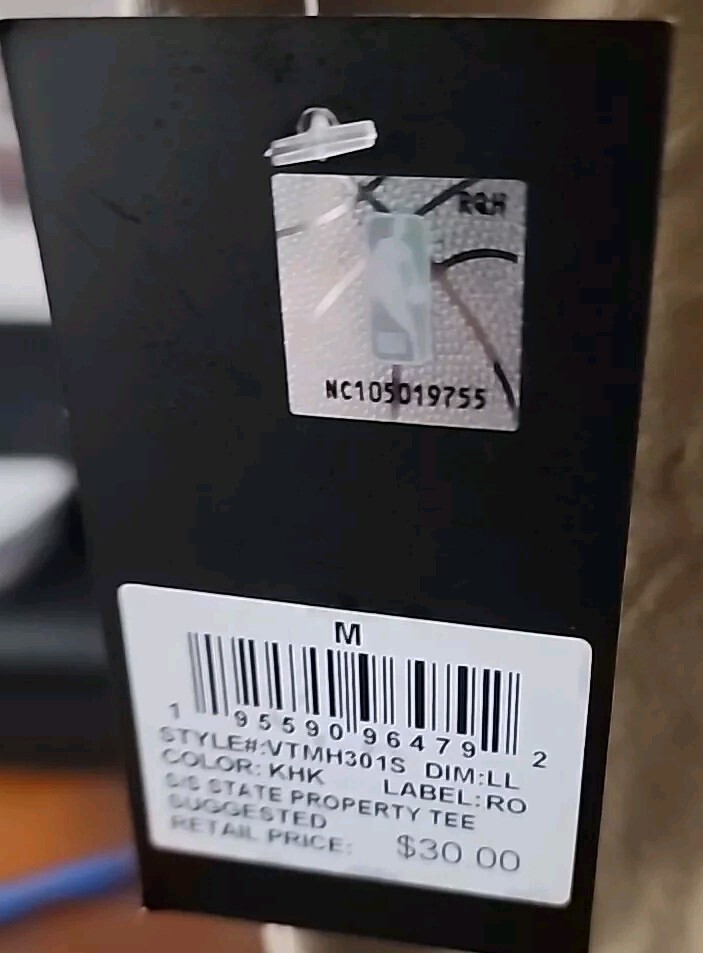 RQH
NC105019755
M
1 95590 96479 2
STYLE#:VTMH301S DIM:LL
COLOR: KHK LABEL:RO
S/S STATE PROPERTY TEE
SUGGESTED
RETAIL PRICE: $30.00